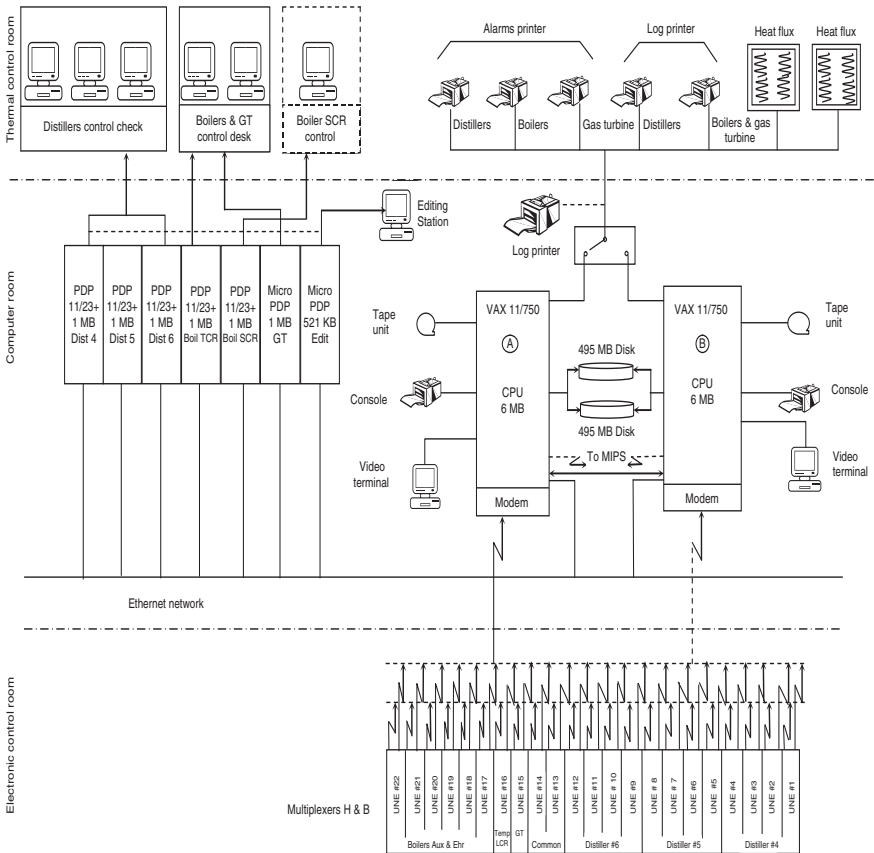 Thermal control room
Alarms printer
Log printer
Heat flux
Heat flux
Distillers control check
Boilers & GT
control desk
Boiler SCR
control
Distillers
Boilers
Gas turbine
Distillers
Boilers & gas
turbine
Computer room
Editing
Station
Log printer
PDP
11/23+
1 MB
Dist 4
PDP
11/23+
1 MB
Dist 5
PDP
11/23+
1 MB
Dist 6
PDP
11/23+
1 MB
Boil TCR
PDP
11/23+
1 MB
Boil SCR
Micro
PDP
1 MB
GT
Micro
PDP
521 KB
Edit
Tape
unit
Console
Video
terminal
VAX 11/750
A
CPU
6 MB
Modem
495 MB Disk
495 MB Disk
To MIPS
VAX 11/750
B
CPU
6 MB
Modem
Tape
unit
Console
Video
terminal
Ethernet network
Electronic control room
Multiplexers H & B
UNE #22
UNE #21
UNE #20
UNE #19
UNE #18
UNE #17
UNE #16
UNE #15
UNE #14
UNE #13
UNE #12
UNE #11
UNE # 10
UNE #9
UNE # 8
UNE # 7
UNE #6
UNE #5
UNE #4
UNE #3
UNE #2
UNE #1
Boilers Aux & Ehr
Temp
LCR
GT
Common
Distiller #6
Distiller #5
Distiller #4